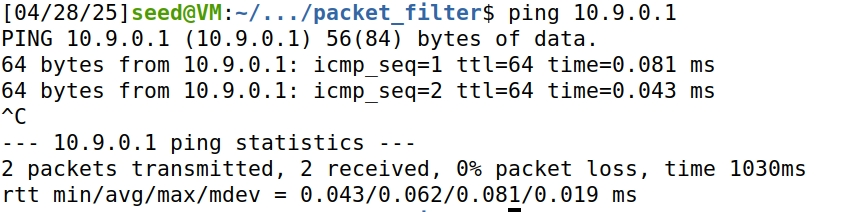 [04/28/25]seed@VM:~/.../packet_filter$ ping 10.9.0.1
PING 10.9.0.1 (10.9.0.1) 56(84) bytes of data.
64 bytes from 10.9.0.1: icmp_seq=1 ttl=64 time=0.081 ms
64 bytes from 10.9.0.1: icmp_seq=2 ttl=64 time=0.043 ms
^C
--- 10.9.0.1 ping statistics ---
2 packets transmitted, 2 received, 0% packet loss, time 1030ms
rtt min/avg/max/mdev = 0.043/0.062/0.081/0.019 ms